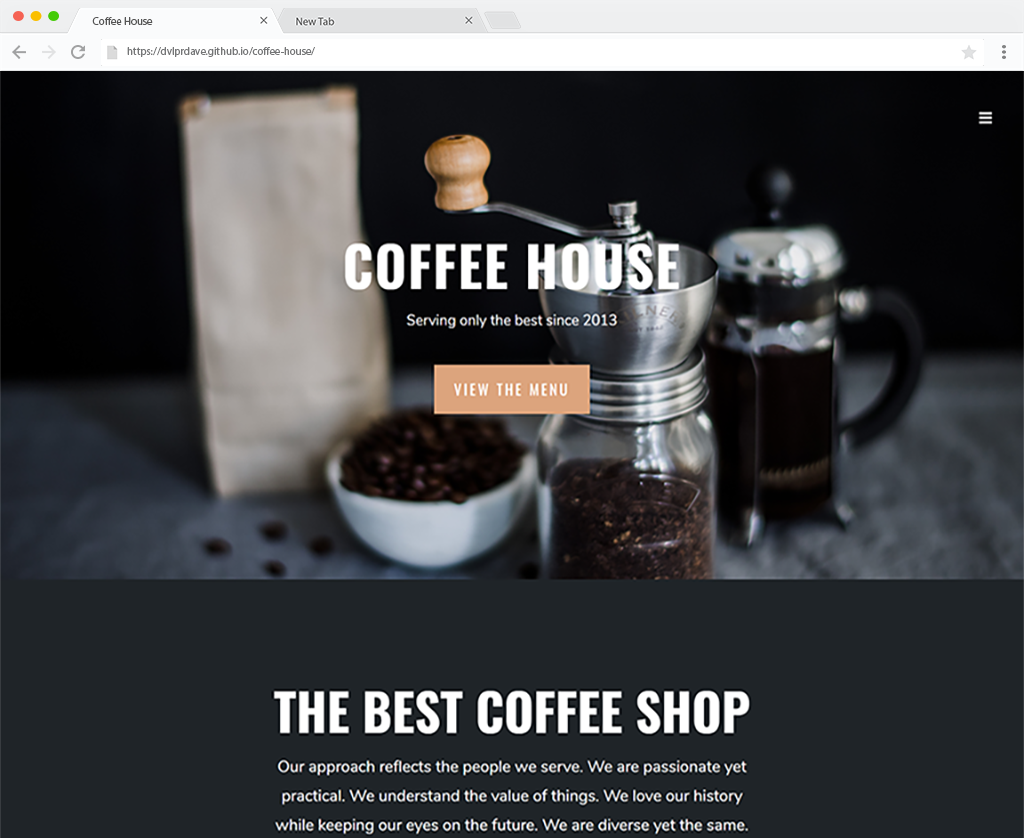 Coffee House
New Tab
https://dvlprdave.github.io/coffee-house/
COFFEE HOUSE
Serving only the best since 2013
VIEW THE MENU
THE BEST COFFEE SHOP
Our approach reflects the people we serve. We are passionate yet
practical. We understand the value of things. We love our history
while keeping our eyes on the future. We are diverse yet the same.